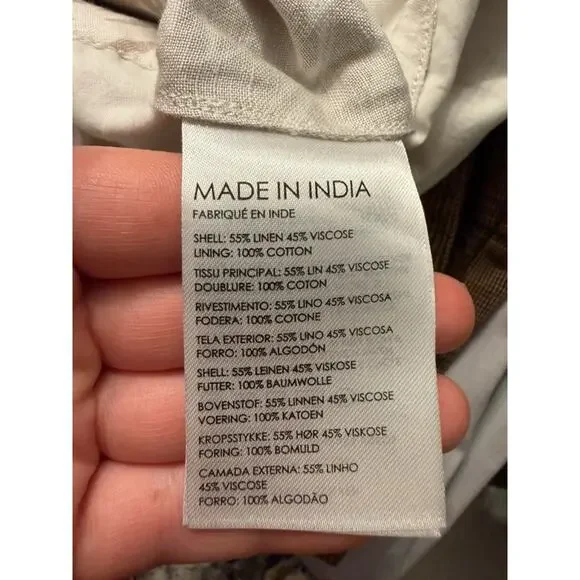 MADE IN INDIA
FABRIQUÉ EN INDE
SHELL: 55% LINEN 45% VISCOSE
LINING: 100% COTTON
TISSU PRINCIPAL: 55% LIN 45% VISCOSE
DOUBLURE: 100% COTON
RIVESTIMENTO: 55% LINO 45% VISCOSA
FODERA: 100% COTONE
TELA EXTERIOR: 55% LINO 45% VISCOSA
FORRO: 100% ALGODÓN
SHELL: 55% LEINEN 45% VISKOSE
FUTTER: 100% BAUMWOLLE
BOVENSTOF: 55% LINNEN 45% VISCOSE
VOERING: 100% KATOEN
KROPSSTYKKE: 55% HØR 45% VISKOSE
FORING: 100% BOMULD
CAMADA EXTERNA: 55% LINHO
45% VISCOSE
FORRO: 100% ALGODÃO